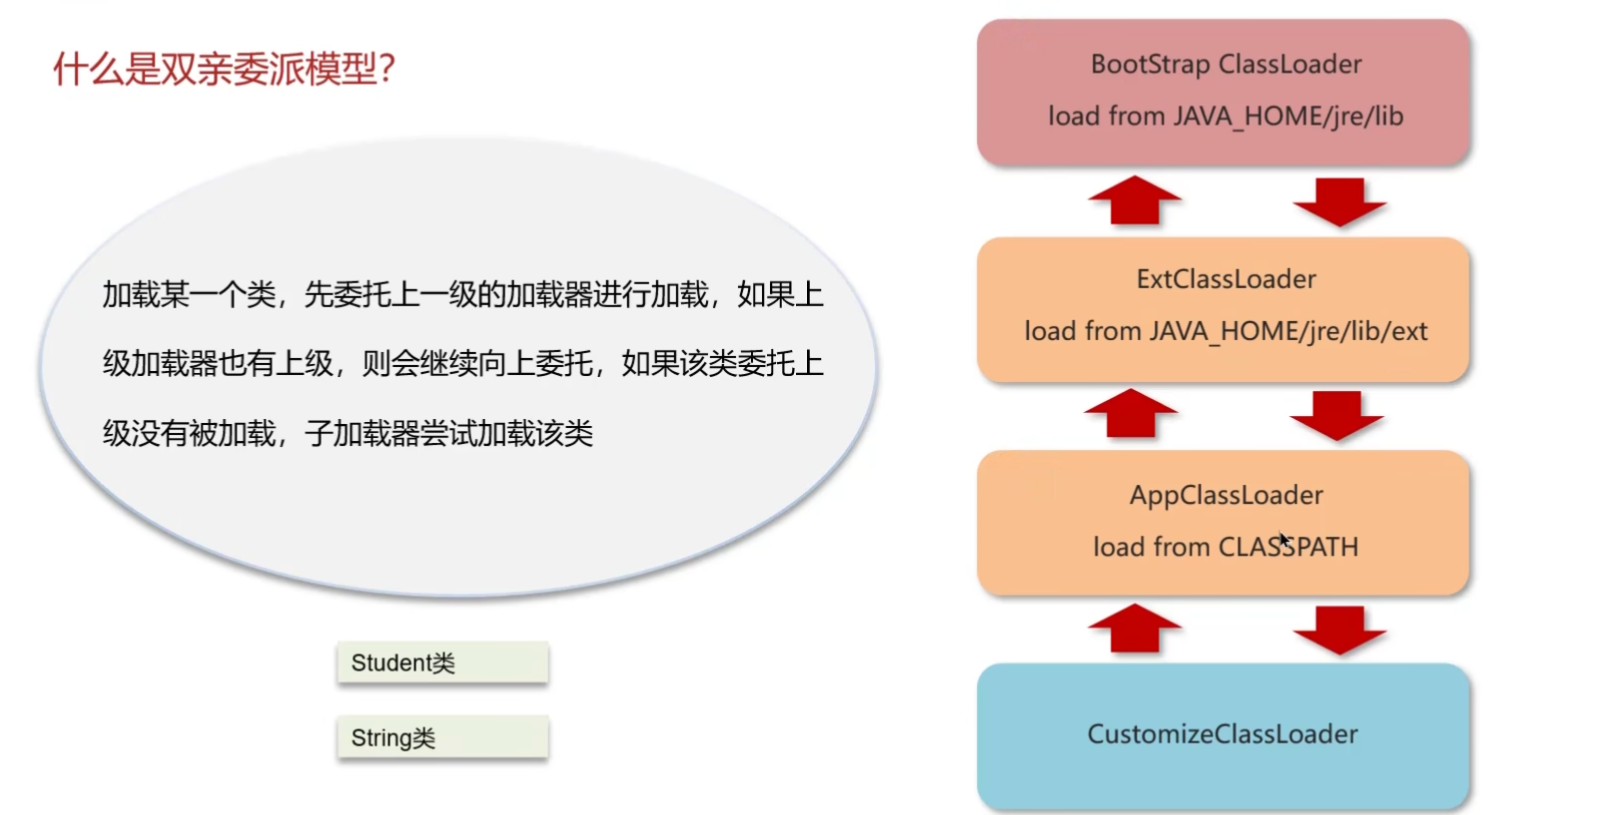 什么是双亲委派模型？
加载某一个类，先委托上一级的加载器进行加载，如果上
级加载器也有上级，则会继续向上委托，如果该类委托上
级没有被加载，子加载器尝试加载该类
Student类
String类
BootStrap ClassLoader
load from JAVA_HOME/jre/lib
ExtClassLoader
load from JAVA_HOME/jre/lib/ext
AppClassLoader
load from CLASSPATH
CustomizeClassLoader